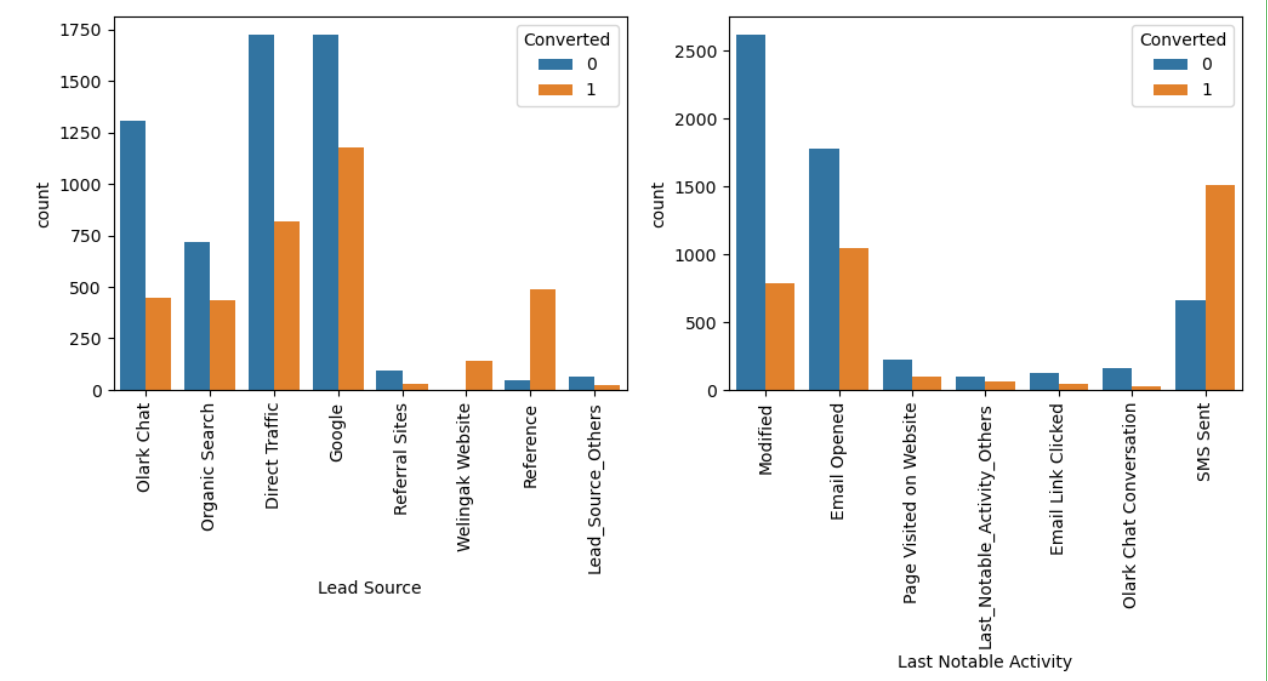 1750
1500
1250
1000
750
500
250
0
count
Converted
0
1
Olark Chat
Organic Search
Direct Traffic
Google
Referral Sites
Welingak Website
Reference
Lead_Source_Others
Lead Source
2500
2000
1500
1000
500
0
count
Converted
0
1
Modified
Email Opened
Page Visited on Website
Last_Notable_Activity_Others
Email Link Clicked
Olark Chat Conversation
SMS Sent
Last Notable Activity